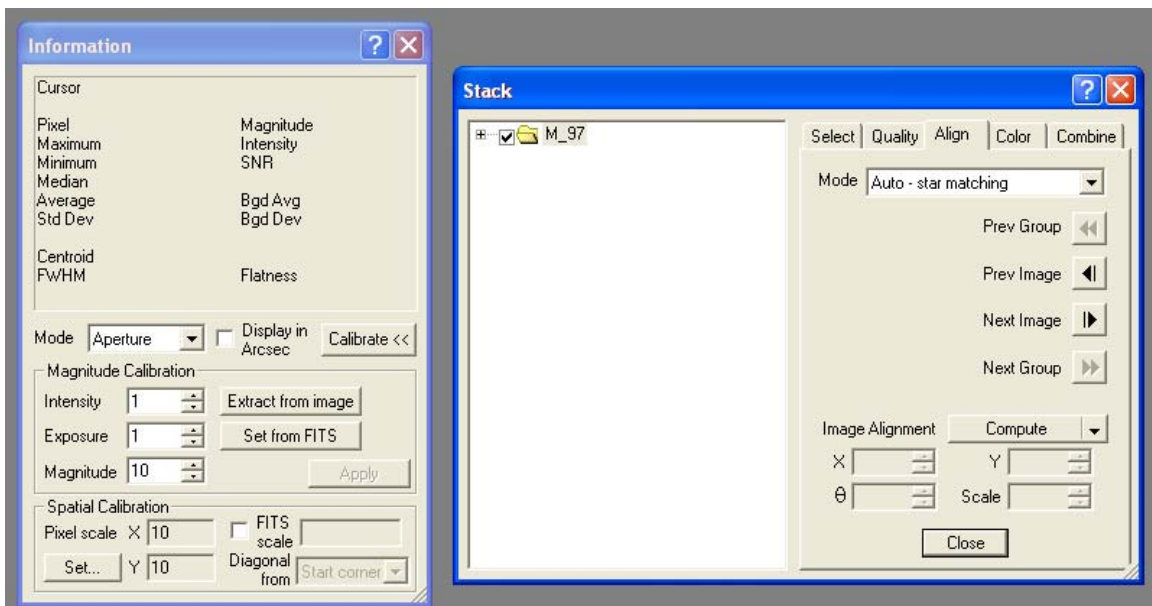 Information
Cursor
Pixel Magnitude
Maximum Intensity
Minimum SNR
Median
Average Bgd Avg
Std Dev Bgd Dev
Centroid
FWHM Flatness
Mode Aperture Display in Arcsec Calibrate <<
Magnitude Calibration
Intensity 1 Extract from image
Exposure 1 Set from FITS
Magnitude 10 Apply
Spatial Calibration
Pixel scale X 10 FITS scale
Set... Y 10 Diagonal from Start corner
Stack
M_97
Select Quality Align Color Combine
Mode Auto - star matching
Prev Group
Prev Image
Next Image
Next Group
Image Alignment Compute
X Y
θ Scale
Close